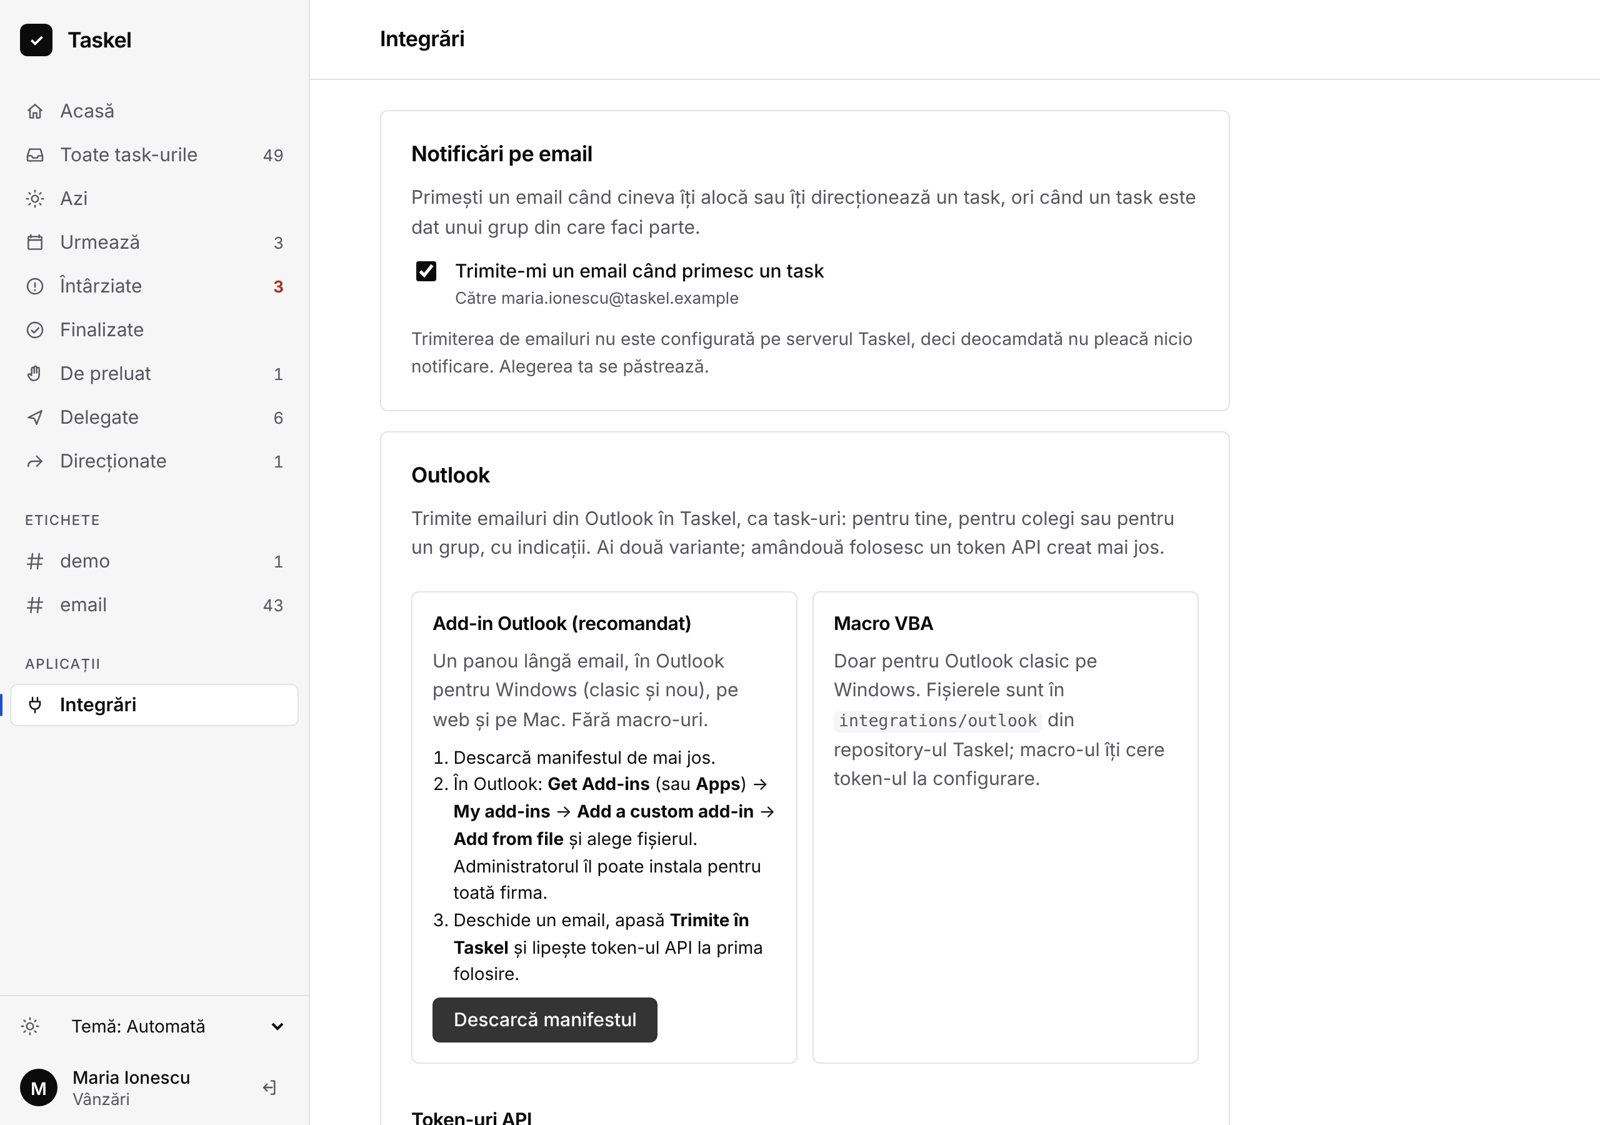 Taskel
Acasă
Toate task-urile 49
Azi
Urmează 3
Întârziate 3
Finalizate
De preluat 1
Delegate 6
Direcționate 1
ETICHETE
demo 1
email 43
APLICAȚII
Integrări
Temă: Automată
M
Maria Ionescu
Vânzări
Integrări
Notificări pe email
Primești un email când cineva îți alocă sau îți direcționează un task, ori când un task este
dat unui grup din care faci parte.
Trimite-mi un email când primesc un task
Către maria.ionescu@taskel.example
Trimiterea de emailuri nu este configurată pe serverul Taskel, deci deocamdată nu pleacă nicio
notificare. Alegerea ta se păstrează.
Outlook
Trimite emailuri din Outlook în Taskel, ca task-uri: pentru tine, pentru colegi sau pentru
un grup, cu indicații. Ai două variante; amândouă folosesc un token API creat mai jos.
Add-in Outlook (recomandat)
Un panou lângă email, în Outlook
pentru Windows (clasic și nou), pe
web și pe Mac. Fără macro-uri.
1. Descarcă manifestul de mai jos.
2. În Outlook: Get Add-ins (sau Apps) →
My add-ins → Add a custom add-in →
Add from file și alege fișierul.
Administratorul îl poate instala pentru
toată firma.
3. Deschide un email, apasă Trimite în
Taskel și lipește token-ul API la prima
folosire.
Descarcă manifestul
Macro VBA
Doar pentru Outlook clasic pe
Windows. Fișierele sunt în
integrations/outlook din
repository-ul Taskel; macro-ul îți cere
token-ul la configurare.
Token-uri API